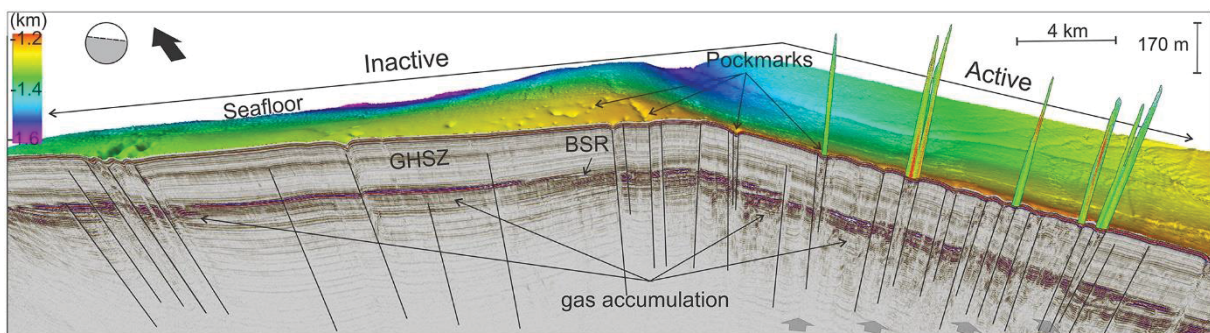 (km)
-1.2
-1.4
-1.6
Inactive
Seafloor
Pockmarks
4 km
170 m
Active
GHSZ
BSR
gas accumulation